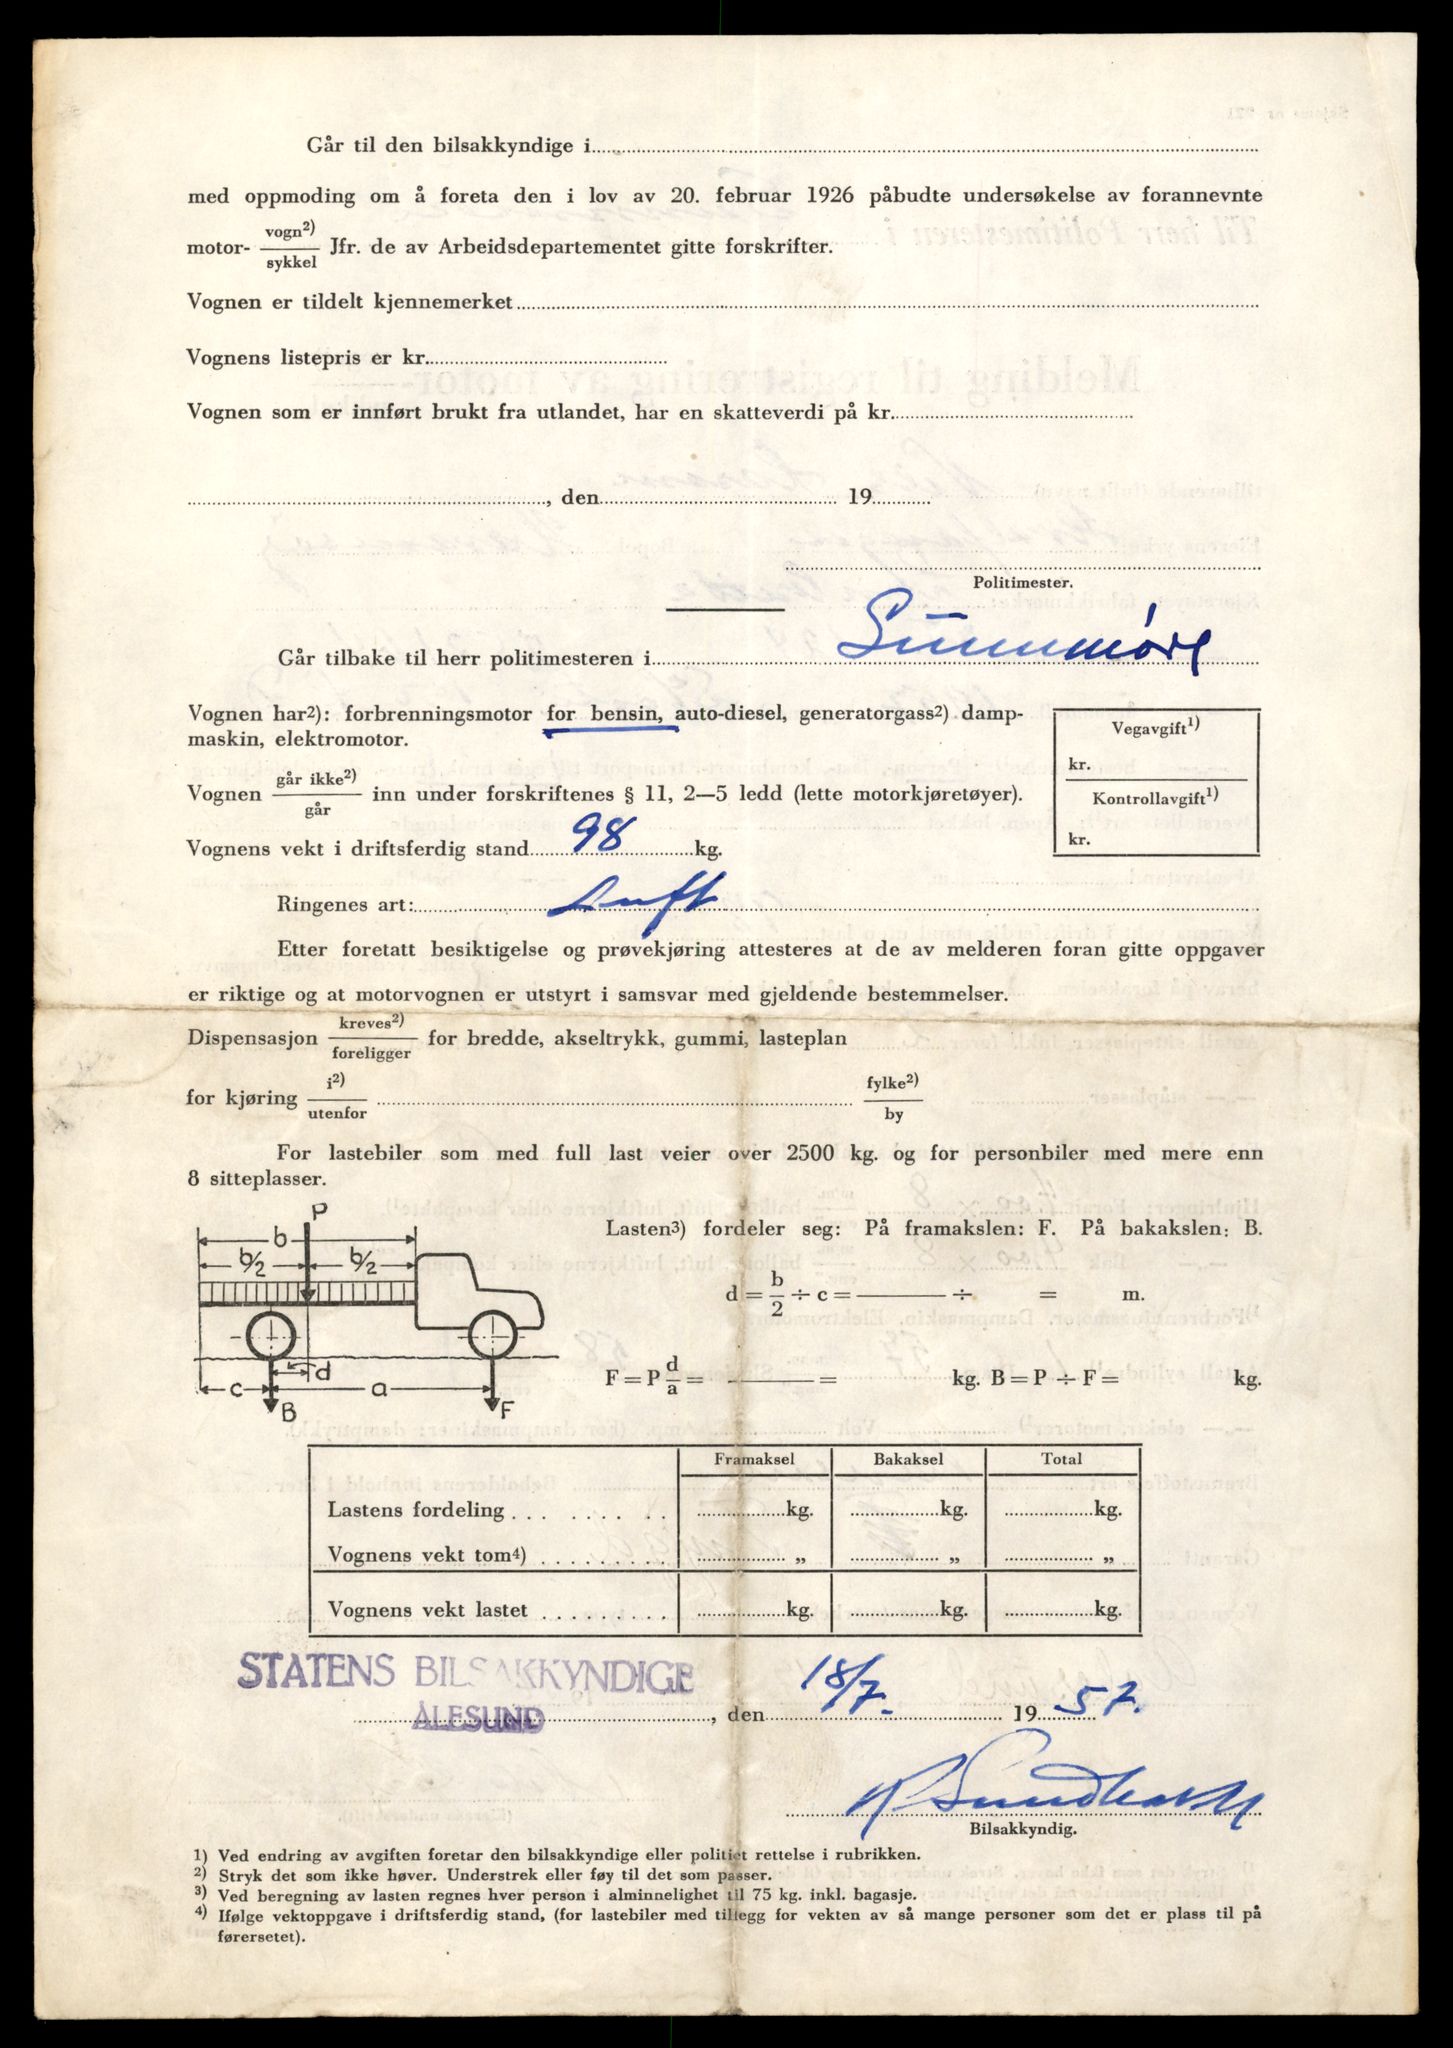 Går til den bilsakkyndige i
med oppmoding om å foreta den i lov av 20. februar 1926 påbudte undersøkelse av forannevnte
motor- vogn2)/sykkel Jfr. de av Arbeidsdepartementet gitte forskrifter.
Vognen er tildelt kjennemerket
Vognens listepris er kr.
Vognen som er innført brukt fra utlandet, har en skatteverdi på kr.
, den 19
Politimester.
Går tilbake til herr politimesteren i Sunnmøre
Vognen har2): forbrenningsmotor for bensin, auto-diesel, generatorgass2) damp-
maskin, elektromotor.
Vegavgift1)
kr.
Kontrollavgift1)
kr.
Vognen går ikke2)/går inn under forskriftenes § 11, 2—5 ledd (lette motorkjøretøyer).
Vognens vekt i driftsferdig stand 98 kg.
Ringenes art: Luft
Etter foretatt besiktigelse og prøvekjøring attesteres at de av melderen foran gitte oppgaver
er riktige og at motorvognen er utstyrt i samsvar med gjeldende bestemmelser.
Dispensasjon kreves2)/foreligger for bredde, akseltrykk, gummi, lasteplan
for kjøring i2)/utenfor fylke2)/by
For lastebiler som med full last veier over 2500 kg. og for personbiler med mere enn
8 sitteplasser.
P
b
b/2 b/2
d
c a
B F
Lasten3) fordeler seg: På framakslen: F. På bakakslen: B.
d = b/2 ÷ c = ——— ÷ = m.
F = P d/a = ——— = kg. B = P ÷ F = kg.
Framaksel Bakaksel Total
Lastens fordeling . . . . . . . . kg. kg. kg.
Vognens vekt tom4) . . . . . . . . „ „ „
Vognens vekt lastet . . . . . . . . kg. kg. kg.
STATENS BILSAKKYNDIGE
ÅLESUND , den 18/7. 19 57.
Bilsakkyndig.
1) Ved endring av avgiften foretar den bilsakkyndige eller politiet rettelse i rubrikken.
2) Stryk det som ikke høver. Understrek eller føy til det som passer.
3) Ved beregning av lasten regnes hver person i alminnelighet til 75 kg. inkl. bagasje.
4) Ifølge vektoppgave i driftsferdig stand, (for lastebiler med tillegg for vekten av så mange personer som det er plass til på
førersetet).